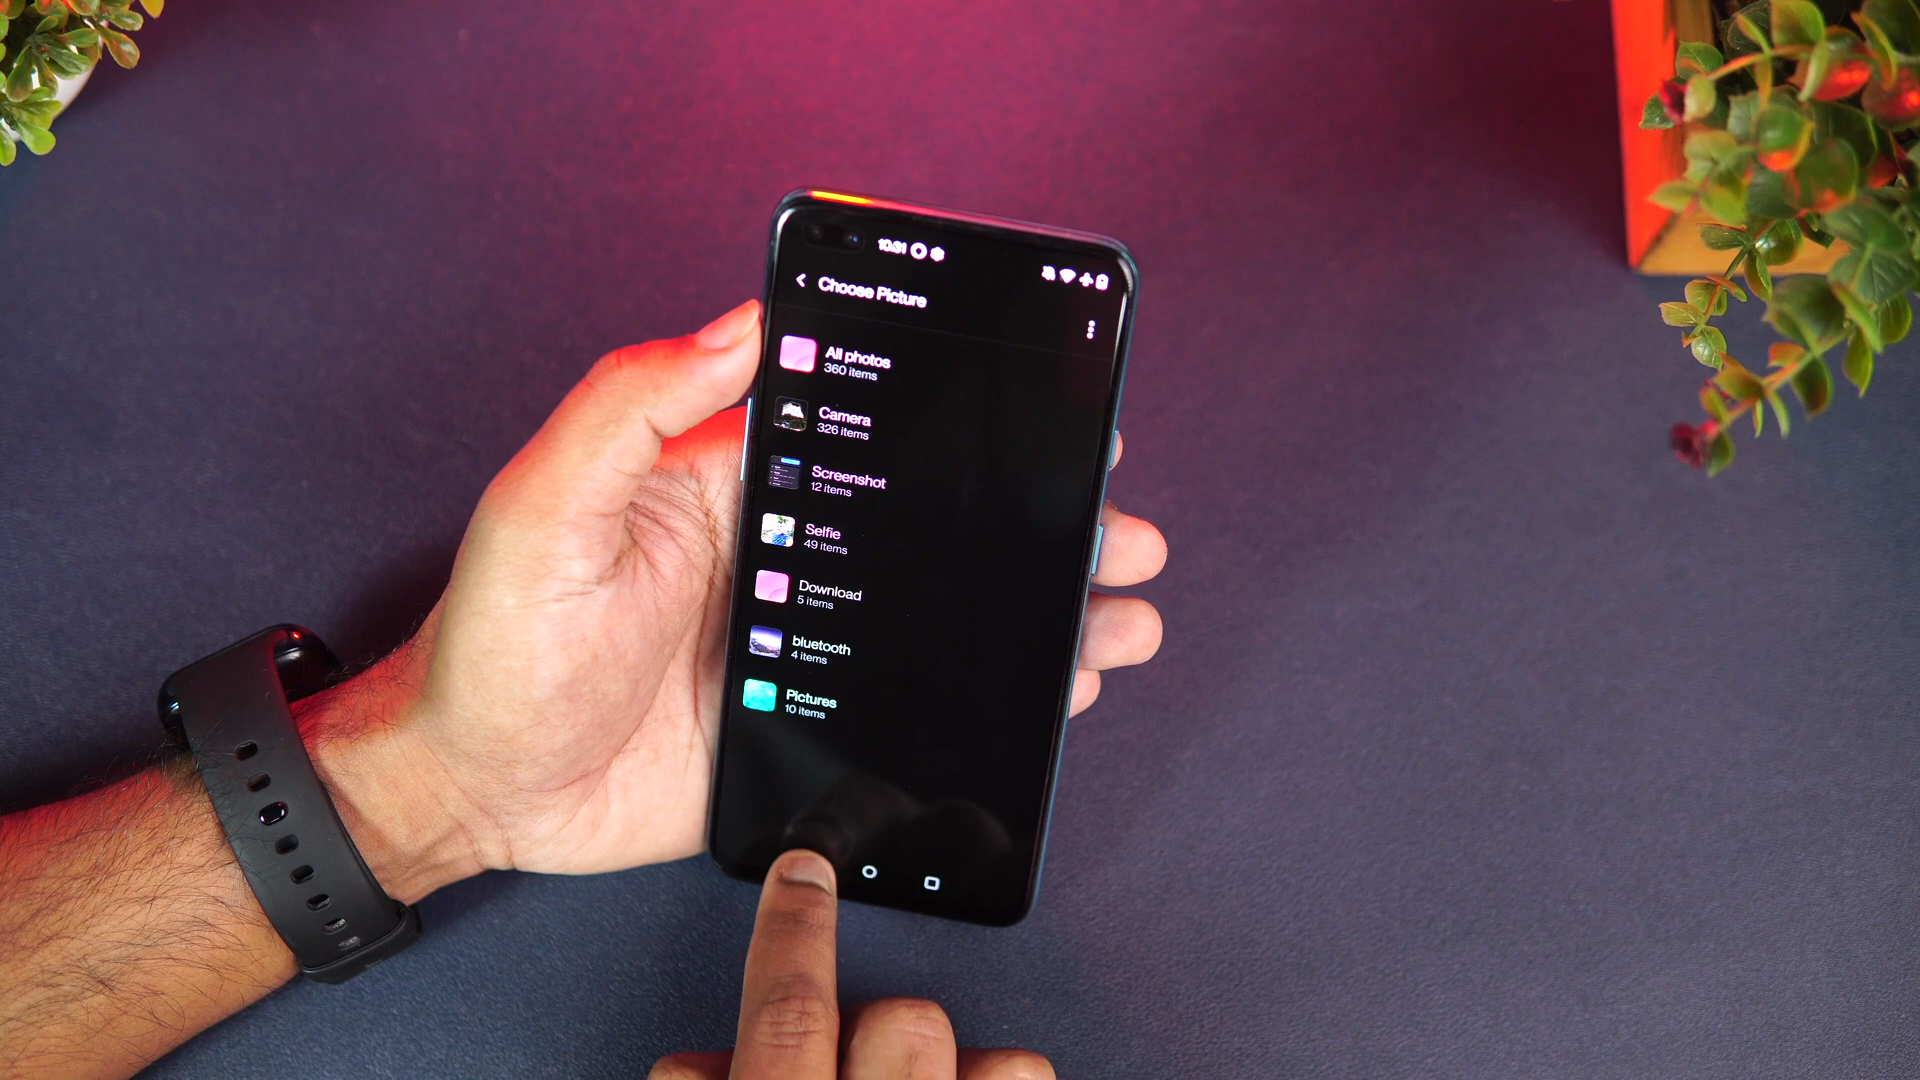 10:31
Choose Picture
All photos
360 items
Camera
326 items
Screenshot
12 items
Selfie
49 items
Download
5 items
bluetooth
4 items
Pictures
10 items